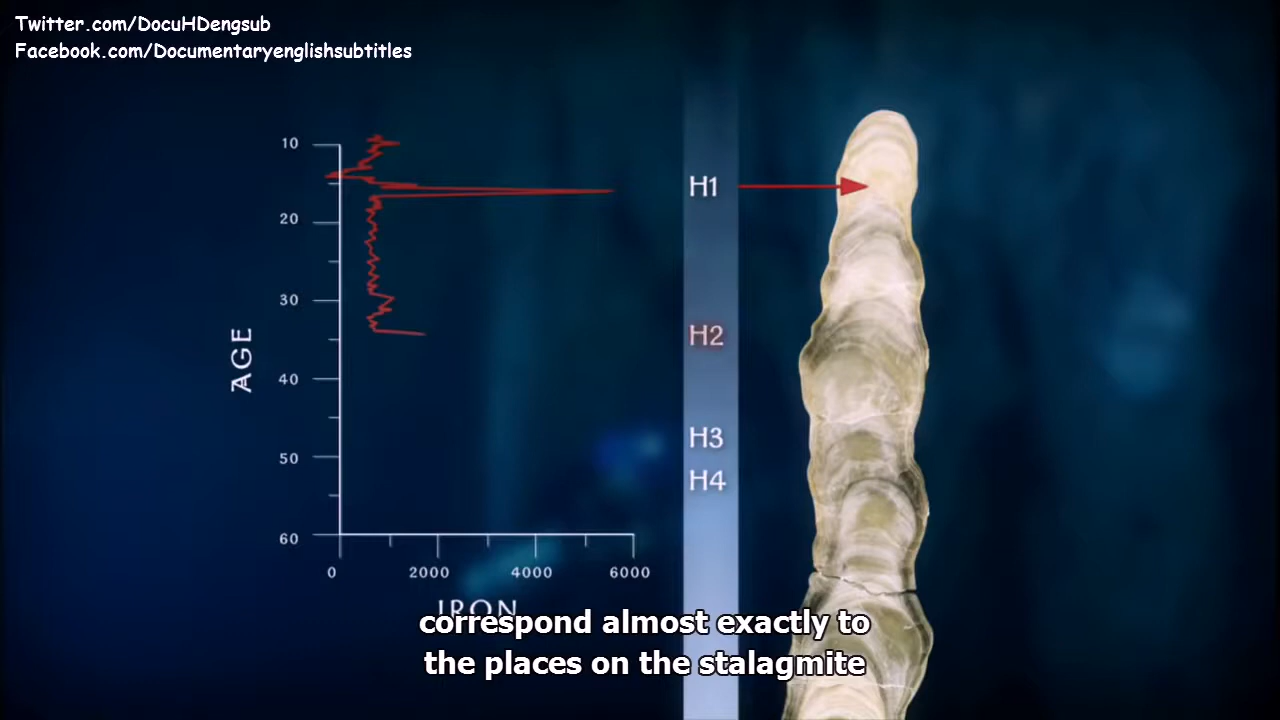 Twitter.com/DocuHDengsub
Facebook.com/Documentaryenglishsubtitles
10
20
30
40
50
60
AGE
0 2000 4000 6000
IRON
H1
H2
H3
H4
correspond almost exactly to
the places on the stalagmite